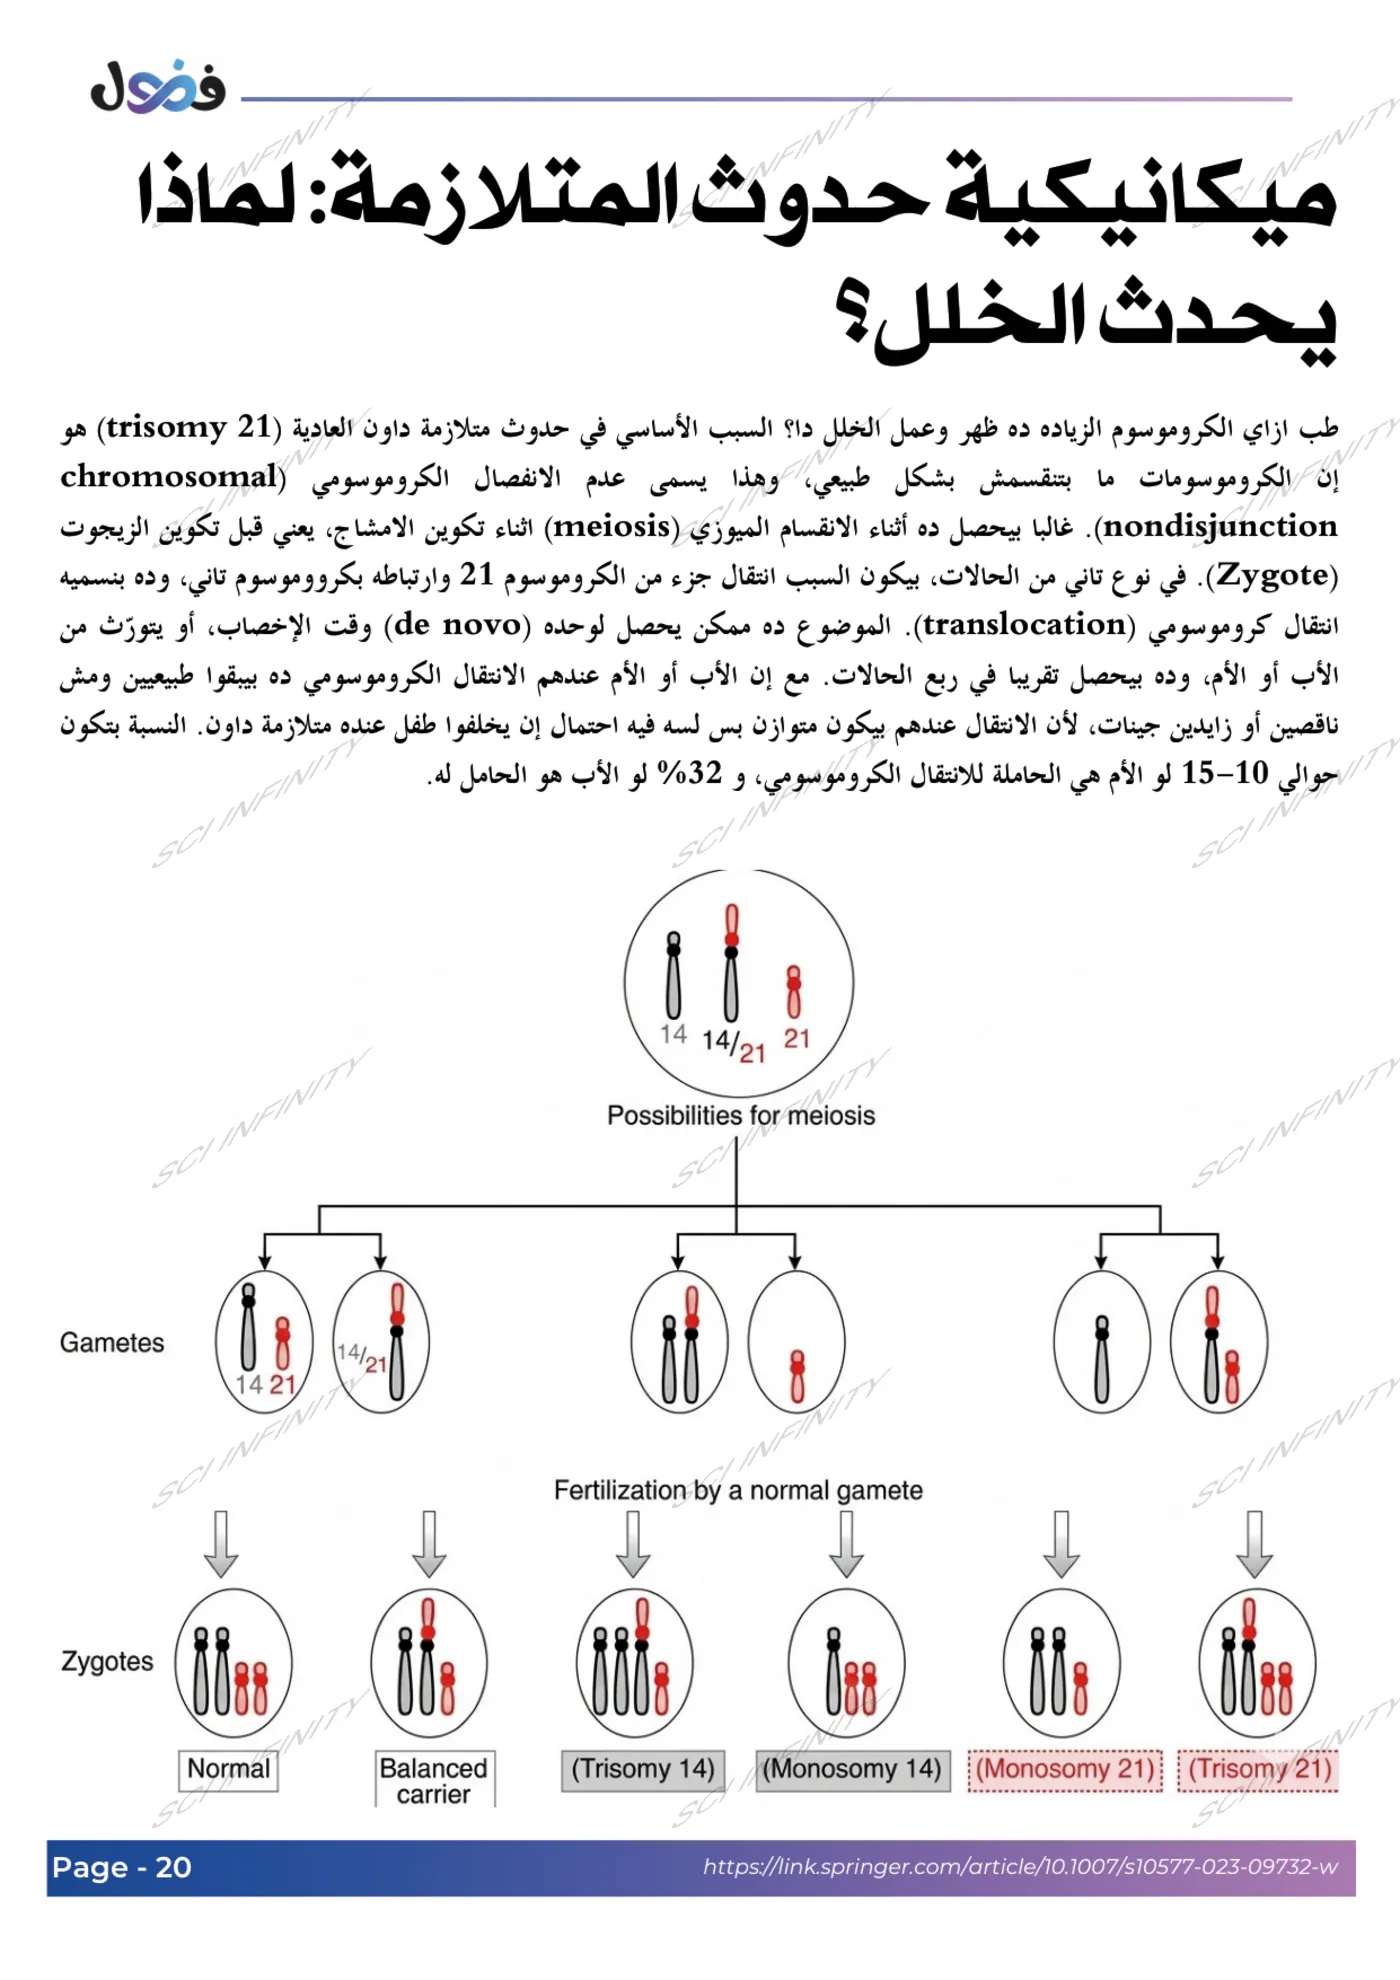 فضول
ميكانيكية حدوث المتلازمة: لماذا
يحدث الخلل؟
طب ازاي الكروموسوم الزياده ده ظهر وعمل الخلل دا؟ السبب الأساسي في حدوث متلازمة داون العادية (trisomy 21) هو
إن الكروموسومات ما بتنقسمش بشكل طبيعي، وهذا يسمى عدم الانفصال الكروموسومي (chromosomal
nondisjunction). غالبا بيحصل ده أثناء الانقسام الميوزي (meiosis) اثناء تكوين الامشاج، يعني قبل تكوين الزيجوت
(Zygote). في نوع تاني من الحالات، بيكون السبب انتقال جزء من الكروموسوم 21 وارتباطه بكرووموسوم تاني، وده بنسميه
انتقال كروموسومي (translocation). الموضوع ده ممكن يحصل لوحده (de novo) وقت الإخصاب، أو يتورّث من
الأب أو الأم، وده بيحصل تقريبا في ربع الحالات. مع إن الأب أو الأم عندهم الانتقال الكروموسومي ده بيبقوا طبيعيين ومش
ناقصين أو زايدين جينات، لأن الانتقال عندهم بيكون متوازن بس لسه فيه احتمال إن يخلفوا طفل عنده متلازمة داون. النسبة بتكون
حوالي 10–15 لو الأم هي الحاملة للانتقال الكروموسومي، و 32% لو الأب هو الحامل له.
14 14/21 21
Possibilities for meiosis
Gametes
14 21 14/21
Fertilization by a normal gamete
Zygotes
Normal Balanced carrier (Trisomy 14) (Monosomy 14) (Monosomy 21) (Trisomy 21)
Page - 20 https://link.springer.com/article/10.1007/s10577-023-09732-w
SCI INFINITY